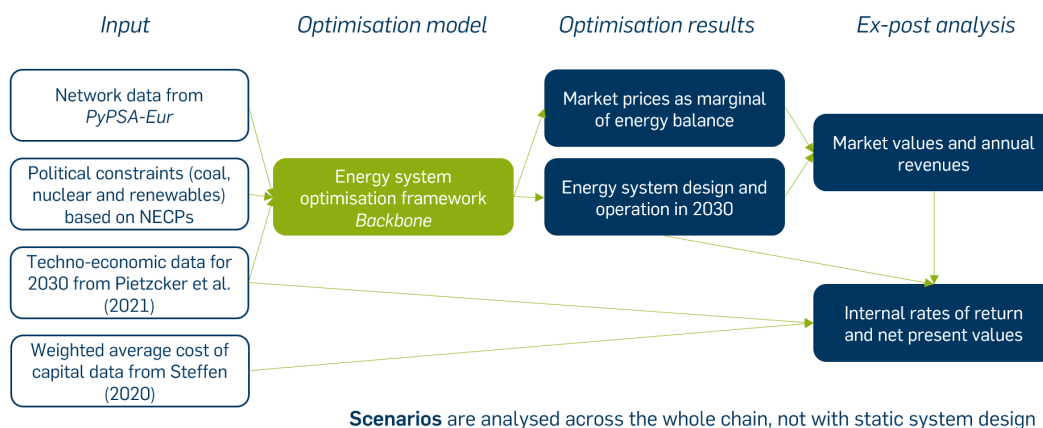 Input
Optimisation model
Optimisation results
Ex-post analysis
Network data from
PyPSA-Eur
Political constraints (coal,
nuclear and renewables)
based on NECPs
Techno-economic data for
2030 from Pietzcker et al.
(2021)
Weighted average cost of
capital data from Steffen
(2020)
Energy system
optimisation framework
Backbone
Market prices as marginal
of energy balance
Energy system design and
operation in 2030
Market values and annual
revenues
Internal rates of return
and net present values
Scenarios are analysed across the whole chain, not with static system design